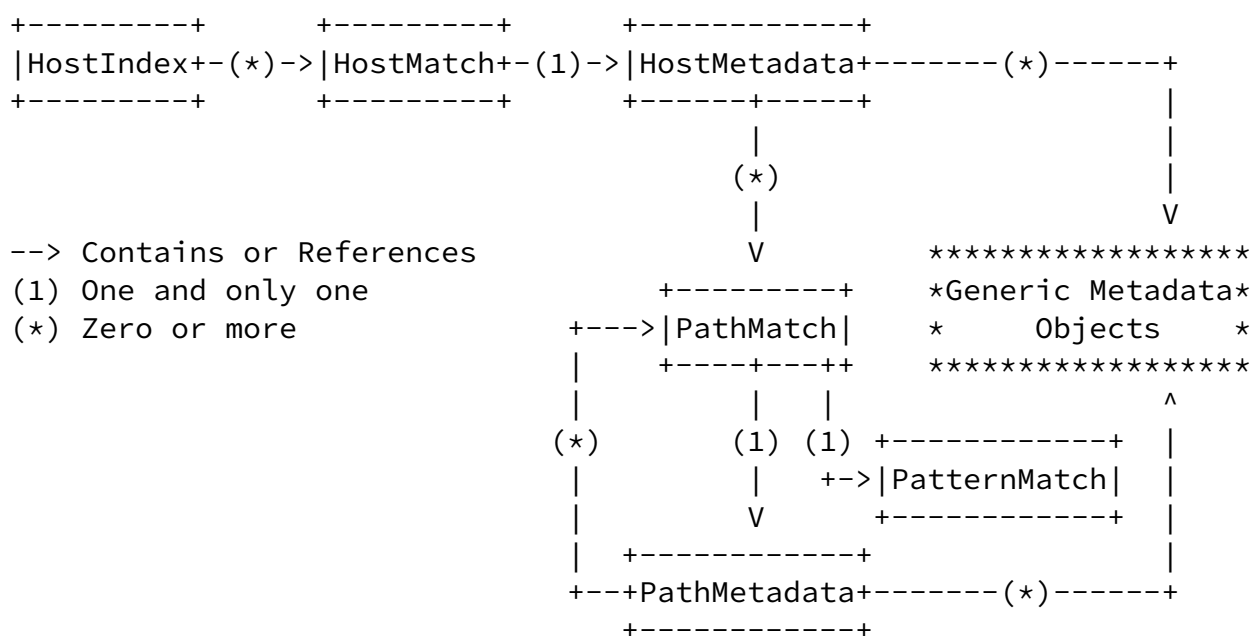 +---------+      +---------+      +------------+
|HostIndex+-(*)->|HostMatch+-(1)->|HostMetadata+-------(*)------+
+---------+      +---------+      +------+-----+                |
                                         |                      |
                                        (*)                     |
                                         |                      V
--> Contains or References               V         ******************
(1) One and only one                +---------+    *Generic Metadata*
(*) Zero or more               +--->|PathMatch|    *     Objects    *
                               |    +----+---++    ******************
                               |         |   |                  ^
                              (*)       (1) (1) +------------+  |
                               |         |   +->|PatternMatch|  |
                               |         V      +------------+  |
                               |  +------------+                |
                               +--+PathMetadata+-------(*)------+
                                  +------------+